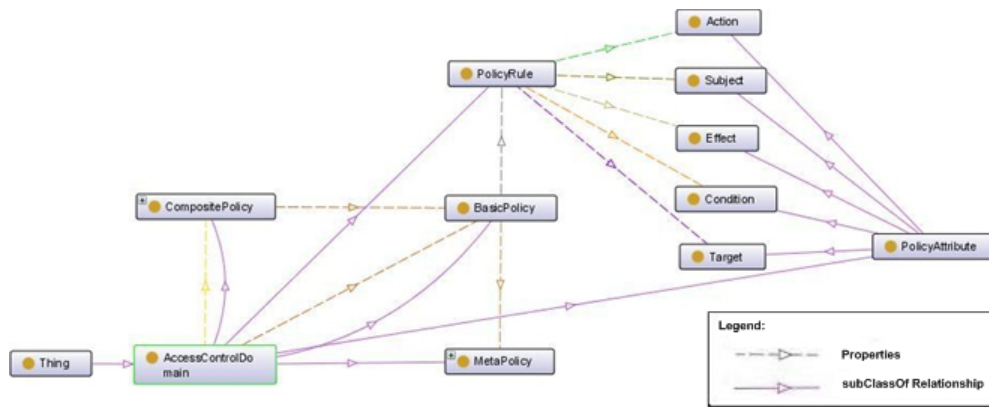 Action
PolicyRule
Subject
Effect
CompositePolicy
BasicPolicy
Condition
Target
PolicyAttribute
Thing
AccessControlDo
main
MetaPolicy
Legend:
Properties
subClassOf Relationship